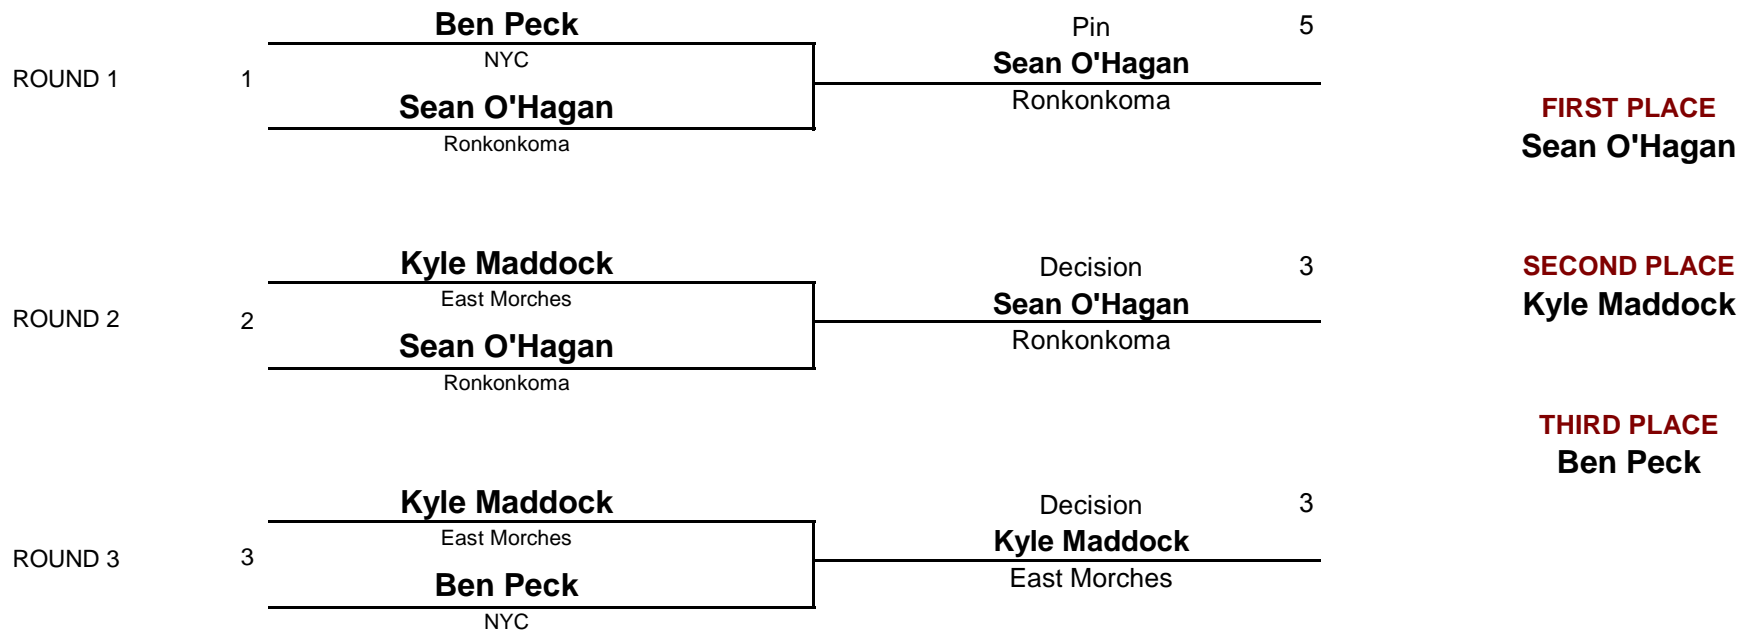 Ben Peck
Pin 5
NYC
Sean O'Hagan
ROUND 1 1
Sean O'Hagan
Ronkonkoma
FIRST PLACE
Ronkonkoma
Sean O'Hagan
Kyle Maddock
Decision 3
SECOND PLACE
East Morches
Sean O'Hagan
Kyle Maddock
ROUND 2 2
Sean O'Hagan
Ronkonkoma
Ronkonkoma
THIRD PLACE
Ben Peck
Kyle Maddock
Decision 3
East Morches
Kyle Maddock
ROUND 3 3
Ben Peck
East Morches
NYC